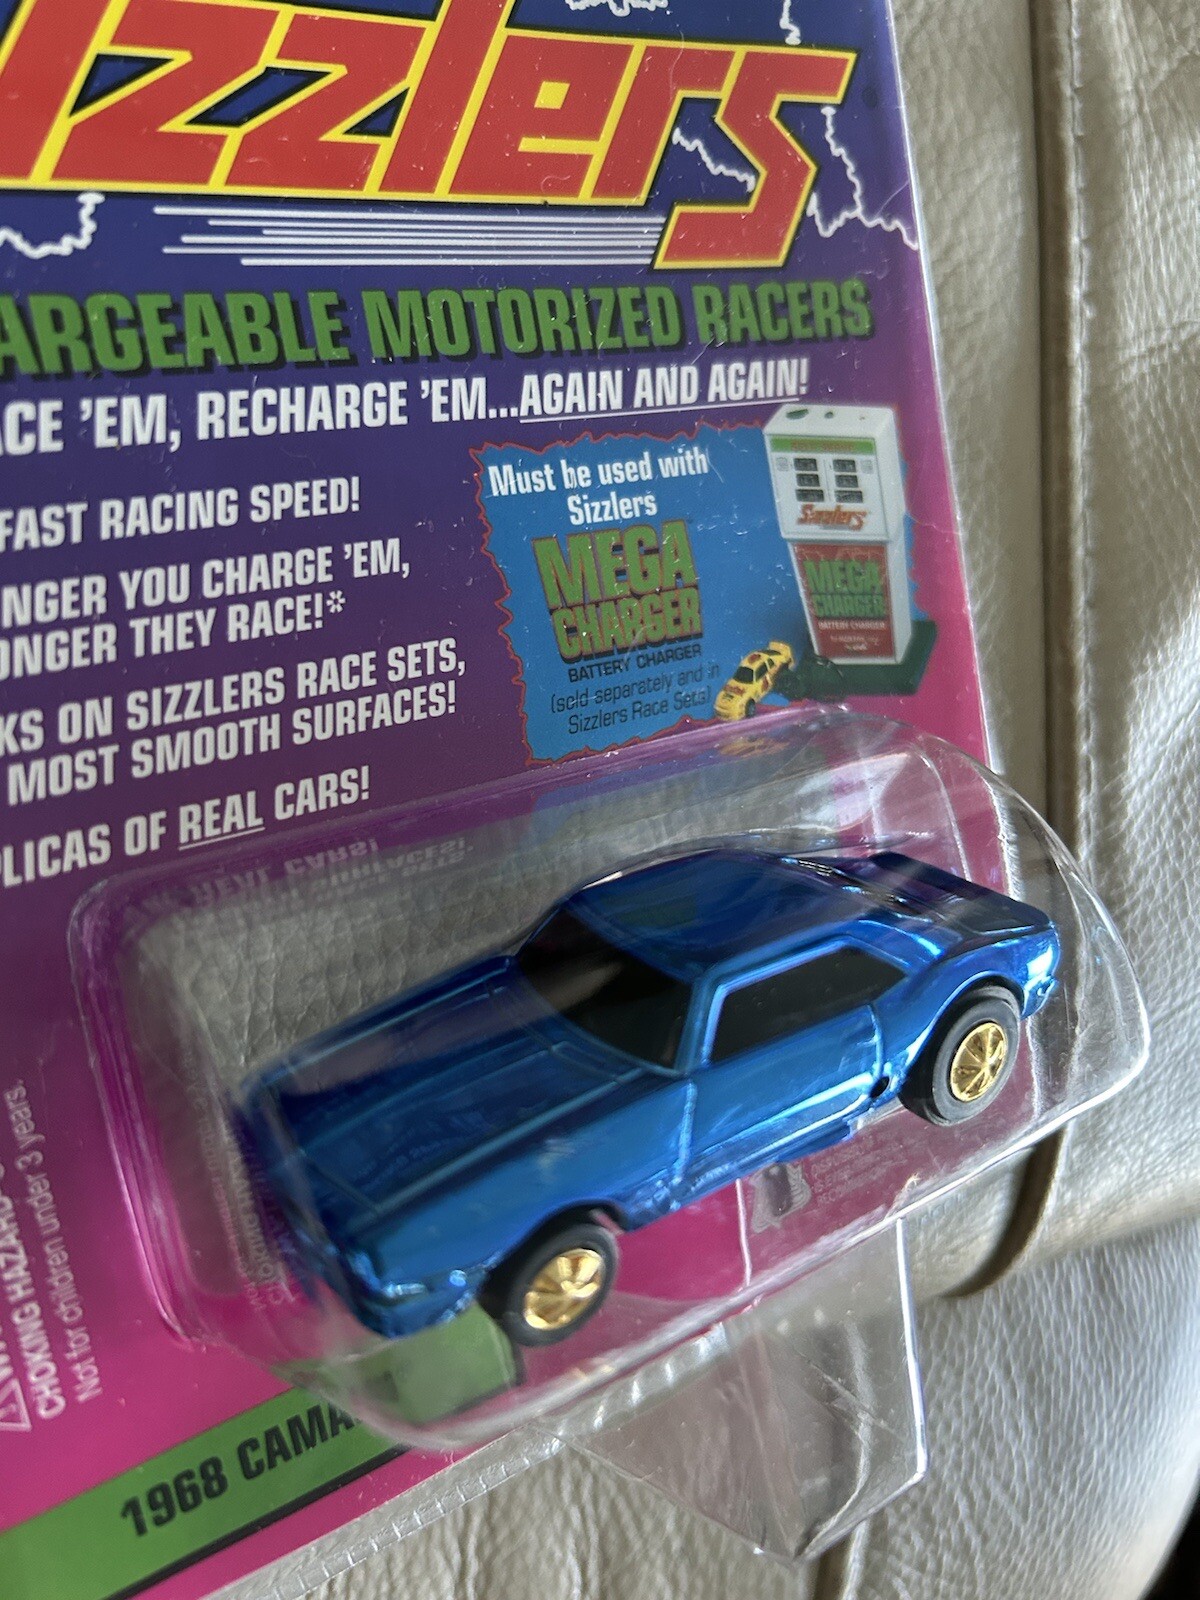 izzlers
ARGEABLE MOTORIZED RACERS
ACE 'EM, RECHARGE 'EM...AGAIN AND AGAIN!
FAST RACING SPEED!
NGER YOU CHARGE 'EM,
ONGER THEY RACE!*
KS ON SIZZLERS RACE SETS,
MOST SMOOTH SURFACES!
PLICAS OF REAL CARS!
Must be used with
Sizzlers
MEGA
CHARGER
BATTERY CHARGER
(sold separately and in
Sizzlers Race Sets)
Sizzlers
MEGA
CHARGER
BATTERY CHARGER
CHOKING HAZARD-S
Not for children under 3 years.
1968 CAMA